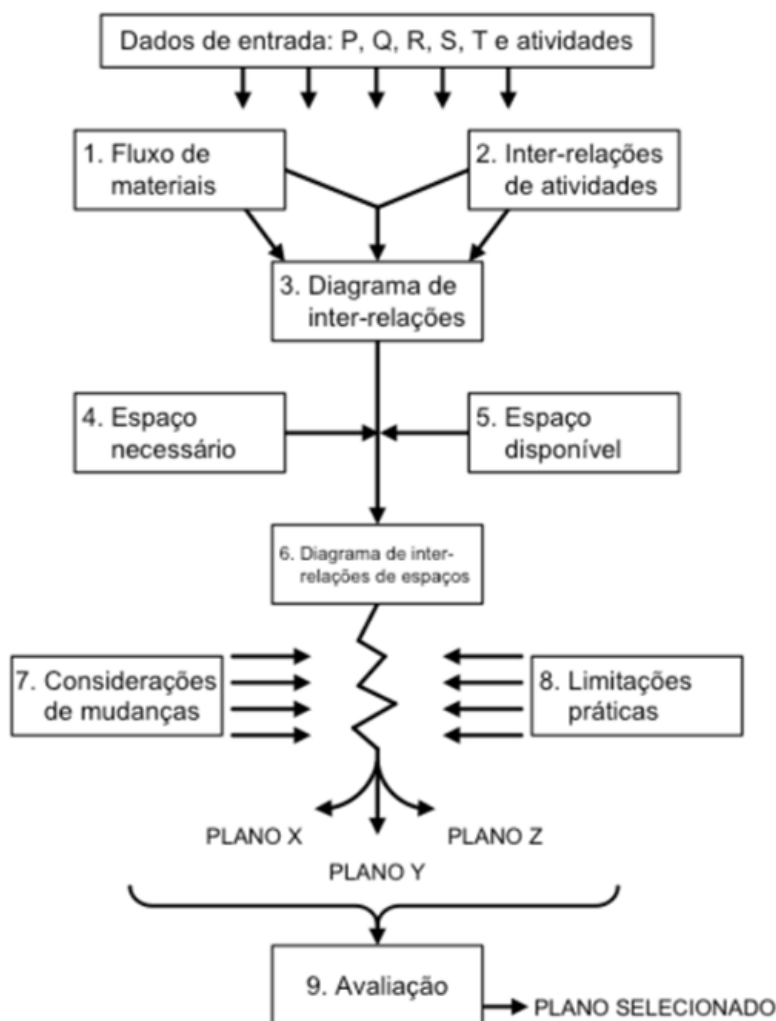 Dados de entrada: P, Q, R, S, T e atividades
1. Fluxo de
materiais
2. Inter-relações
de atividades
3. Diagrama de
inter-relações
4. Espaço
necessário
5. Espaço
disponível
6. Diagrama de inter-
relações de espaços
7. Considerações
de mudanças
8. Limitações
práticas
PLANO X
PLANO Z
PLANO Y
9. Avaliação
PLANO SELECIONADO